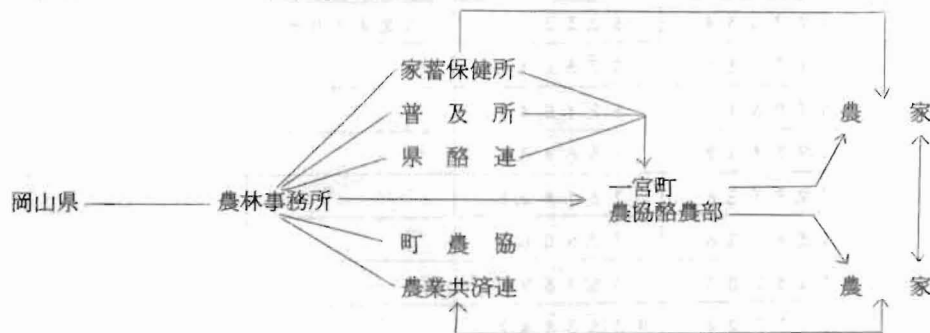 家蓄保健所
普及所
県酪連
岡山県
農林事務所
一宮町
農協酪農部
町農協
農業共済連
農家
農家